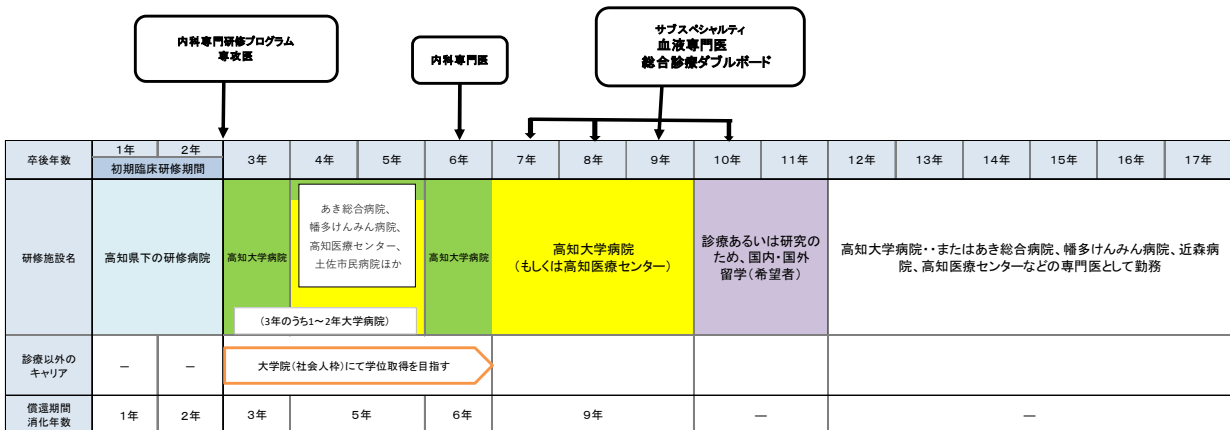 内科専門研修プログラム
専攻医
内科専門医
サブスペシャルティ
血液専門医
総合診療ダブルボード
卒後年数
1年
2年
初期臨床研修期間
3年
4年
5年
6年
7年
8年
9年
10年
11年
12年
13年
14年
15年
16年
17年
研修施設名
高知県下の研修病院
高知大学病院
あき総合病院、
幡多けんみん病院、
高知医療センター、
土佐市民病院ほか
(3年のうち1～2年大学病院)
高知大学病院
高知大学病院
(もしくは高知医療センター)
診療あるいは研究の
ため、国内・国外
留学(希望者)
高知大学病院・・またはあき総合病院、幡多けんみん病院、近森病
院、高知医療センターなどの専門医として勤務
診療以外の
キャリア
―
―
大学院(社会人枠)にて学位取得を目指す
償還期間
消化年数
1年
2年
3年
5年
6年
9年
―
―